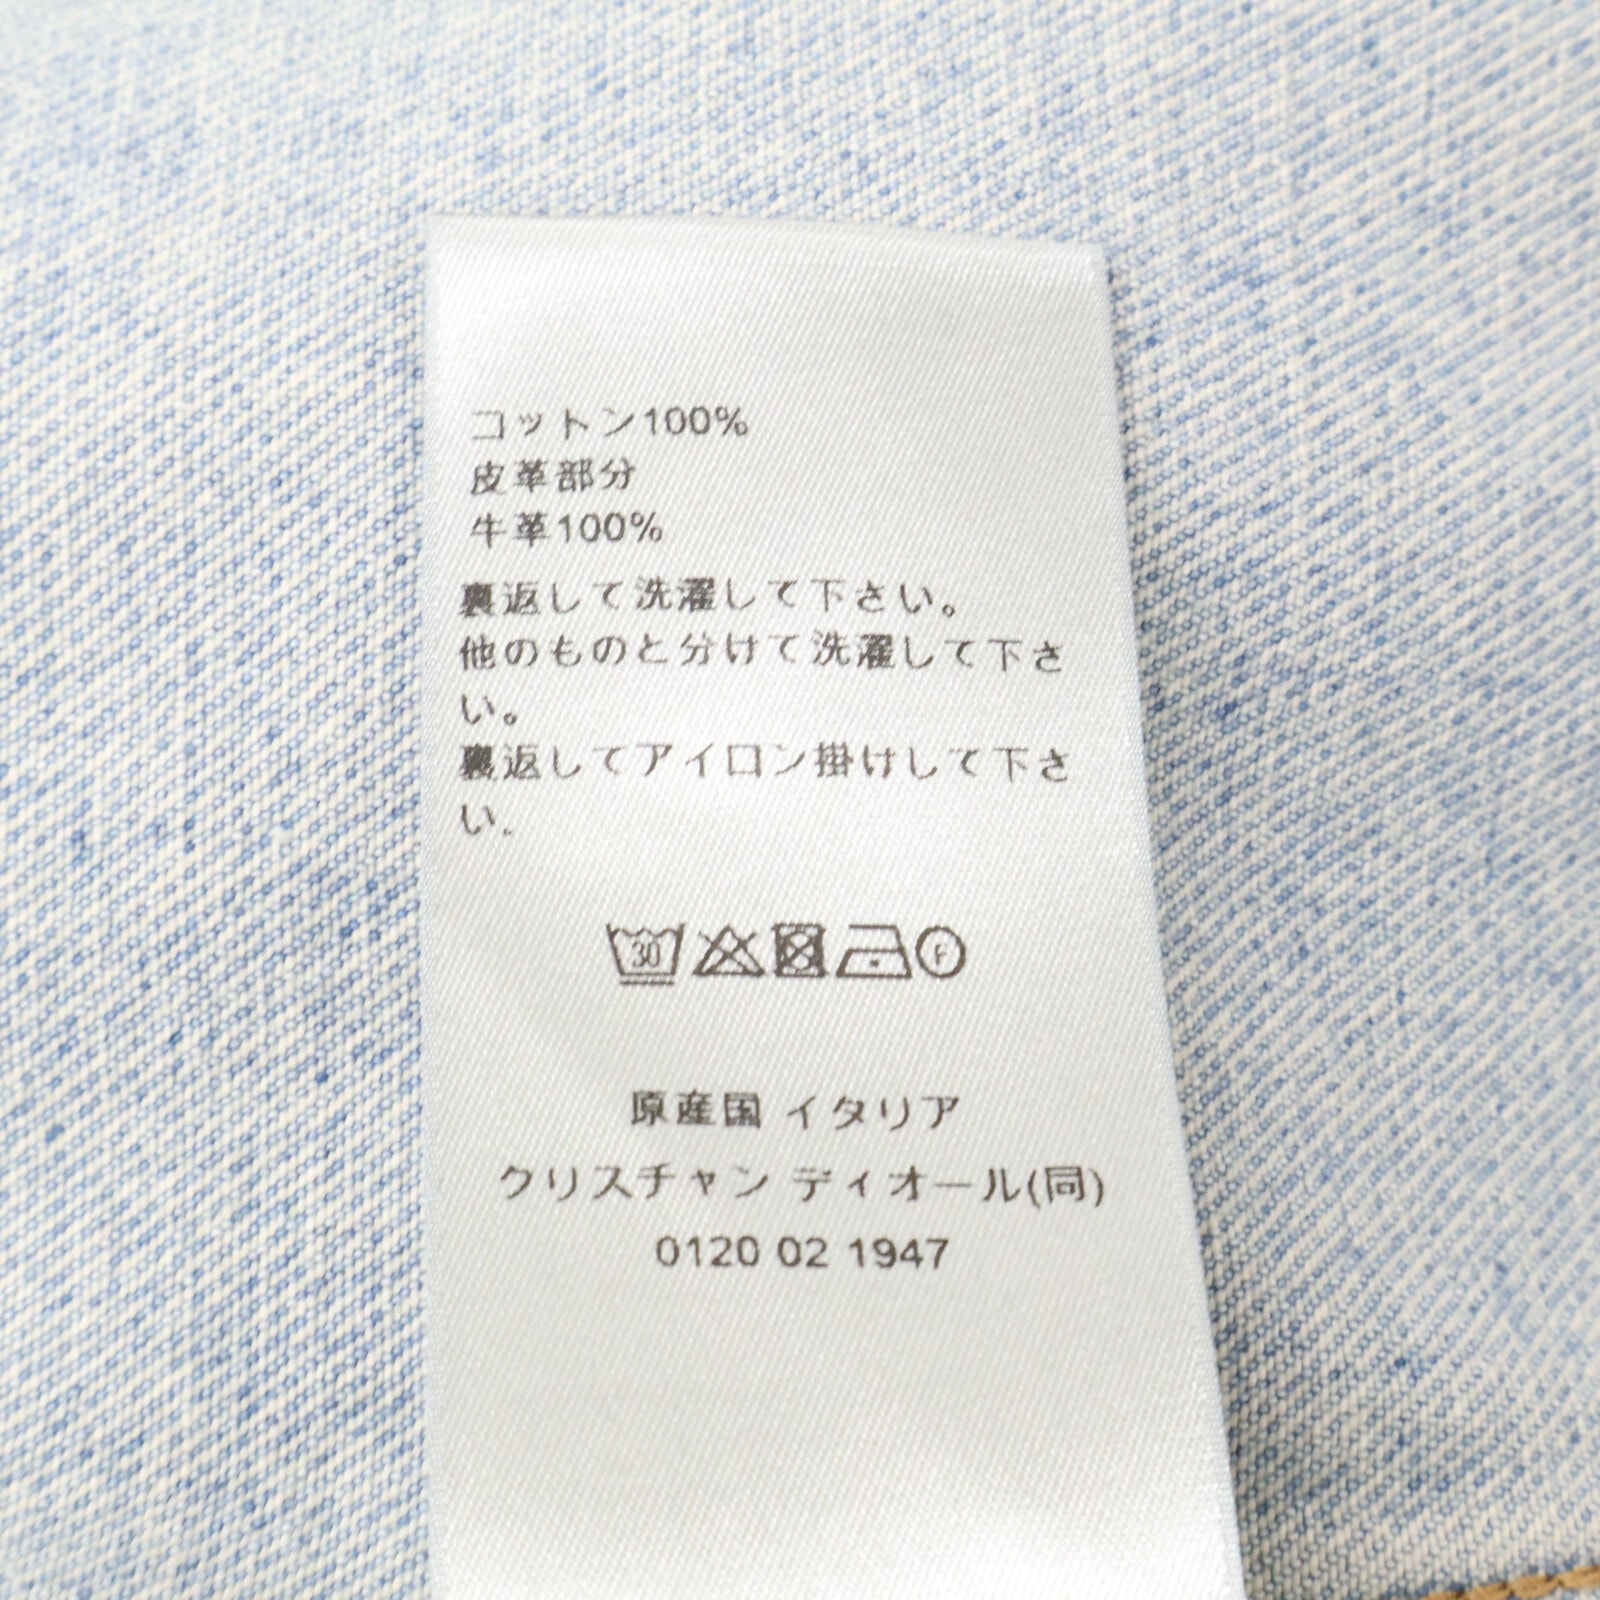 コットン100%
皮革部分
牛革100%
裏返して洗濯して下さい。
他のものと分けて洗濯して下さ
い。
裏返してアイロン掛けして下さ
い.
30 F
原産国 イタリア
クリスチャン ディオール(同)
0120 02 1947